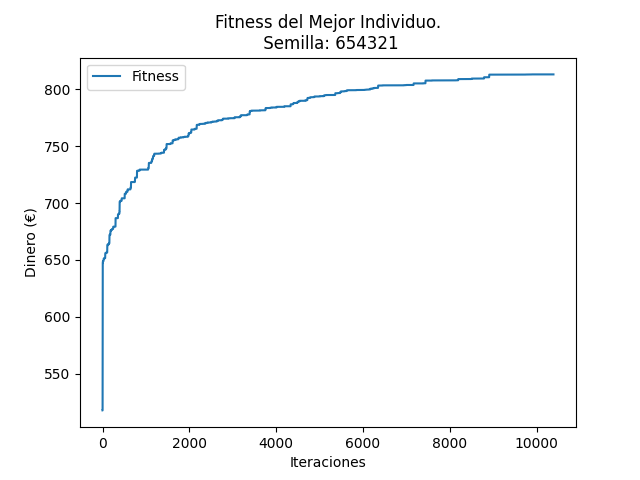 Fitness del Mejor Individuo.
Semilla: 654321
Fitness
Dinero (€)
800
750
700
650
600
550
0 2000 4000 6000 8000 10000
Iteraciones